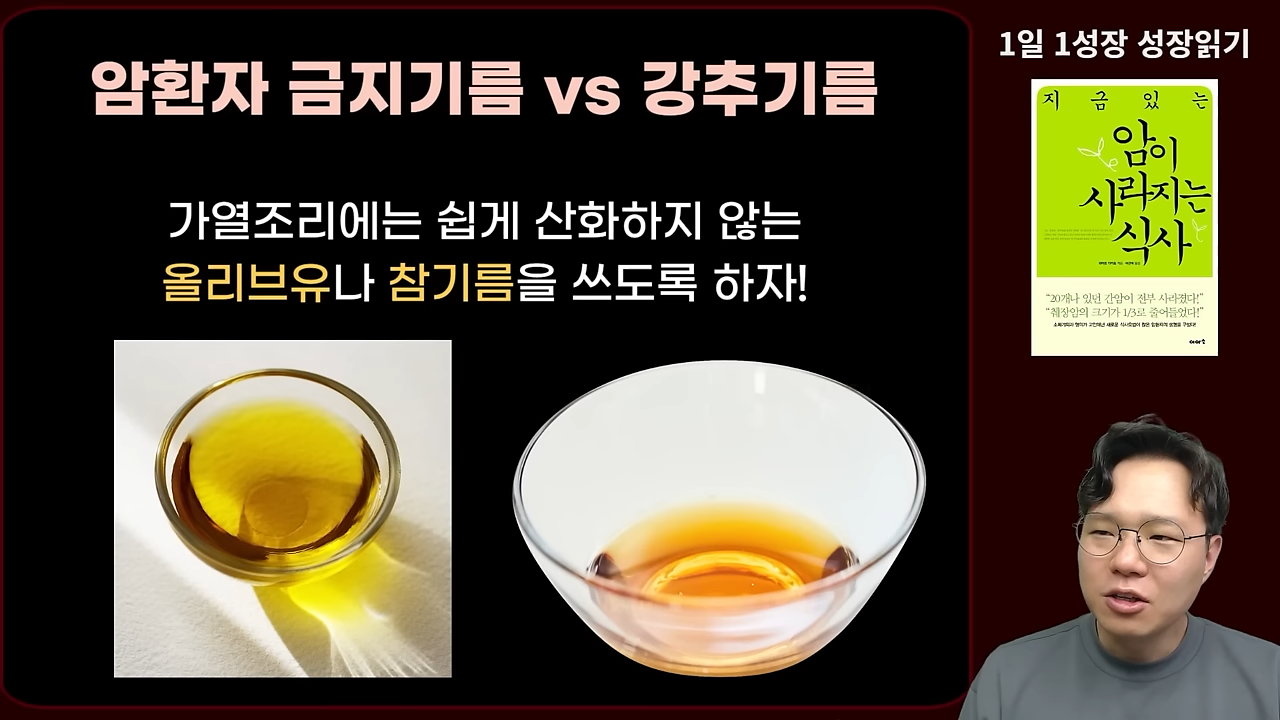 암환자 금지기름 vs 강추기름
가열조리에는 쉽게 산화하지 않는
올리브유나 참기름을 쓰도록 하자!
1일 1성장 성장읽기
지금 있는
암이
사라지는
식사
“20개나 있던 간암이 전부 사라졌다!”
“췌장암의 크기가 1/3로 줄어들었다!”